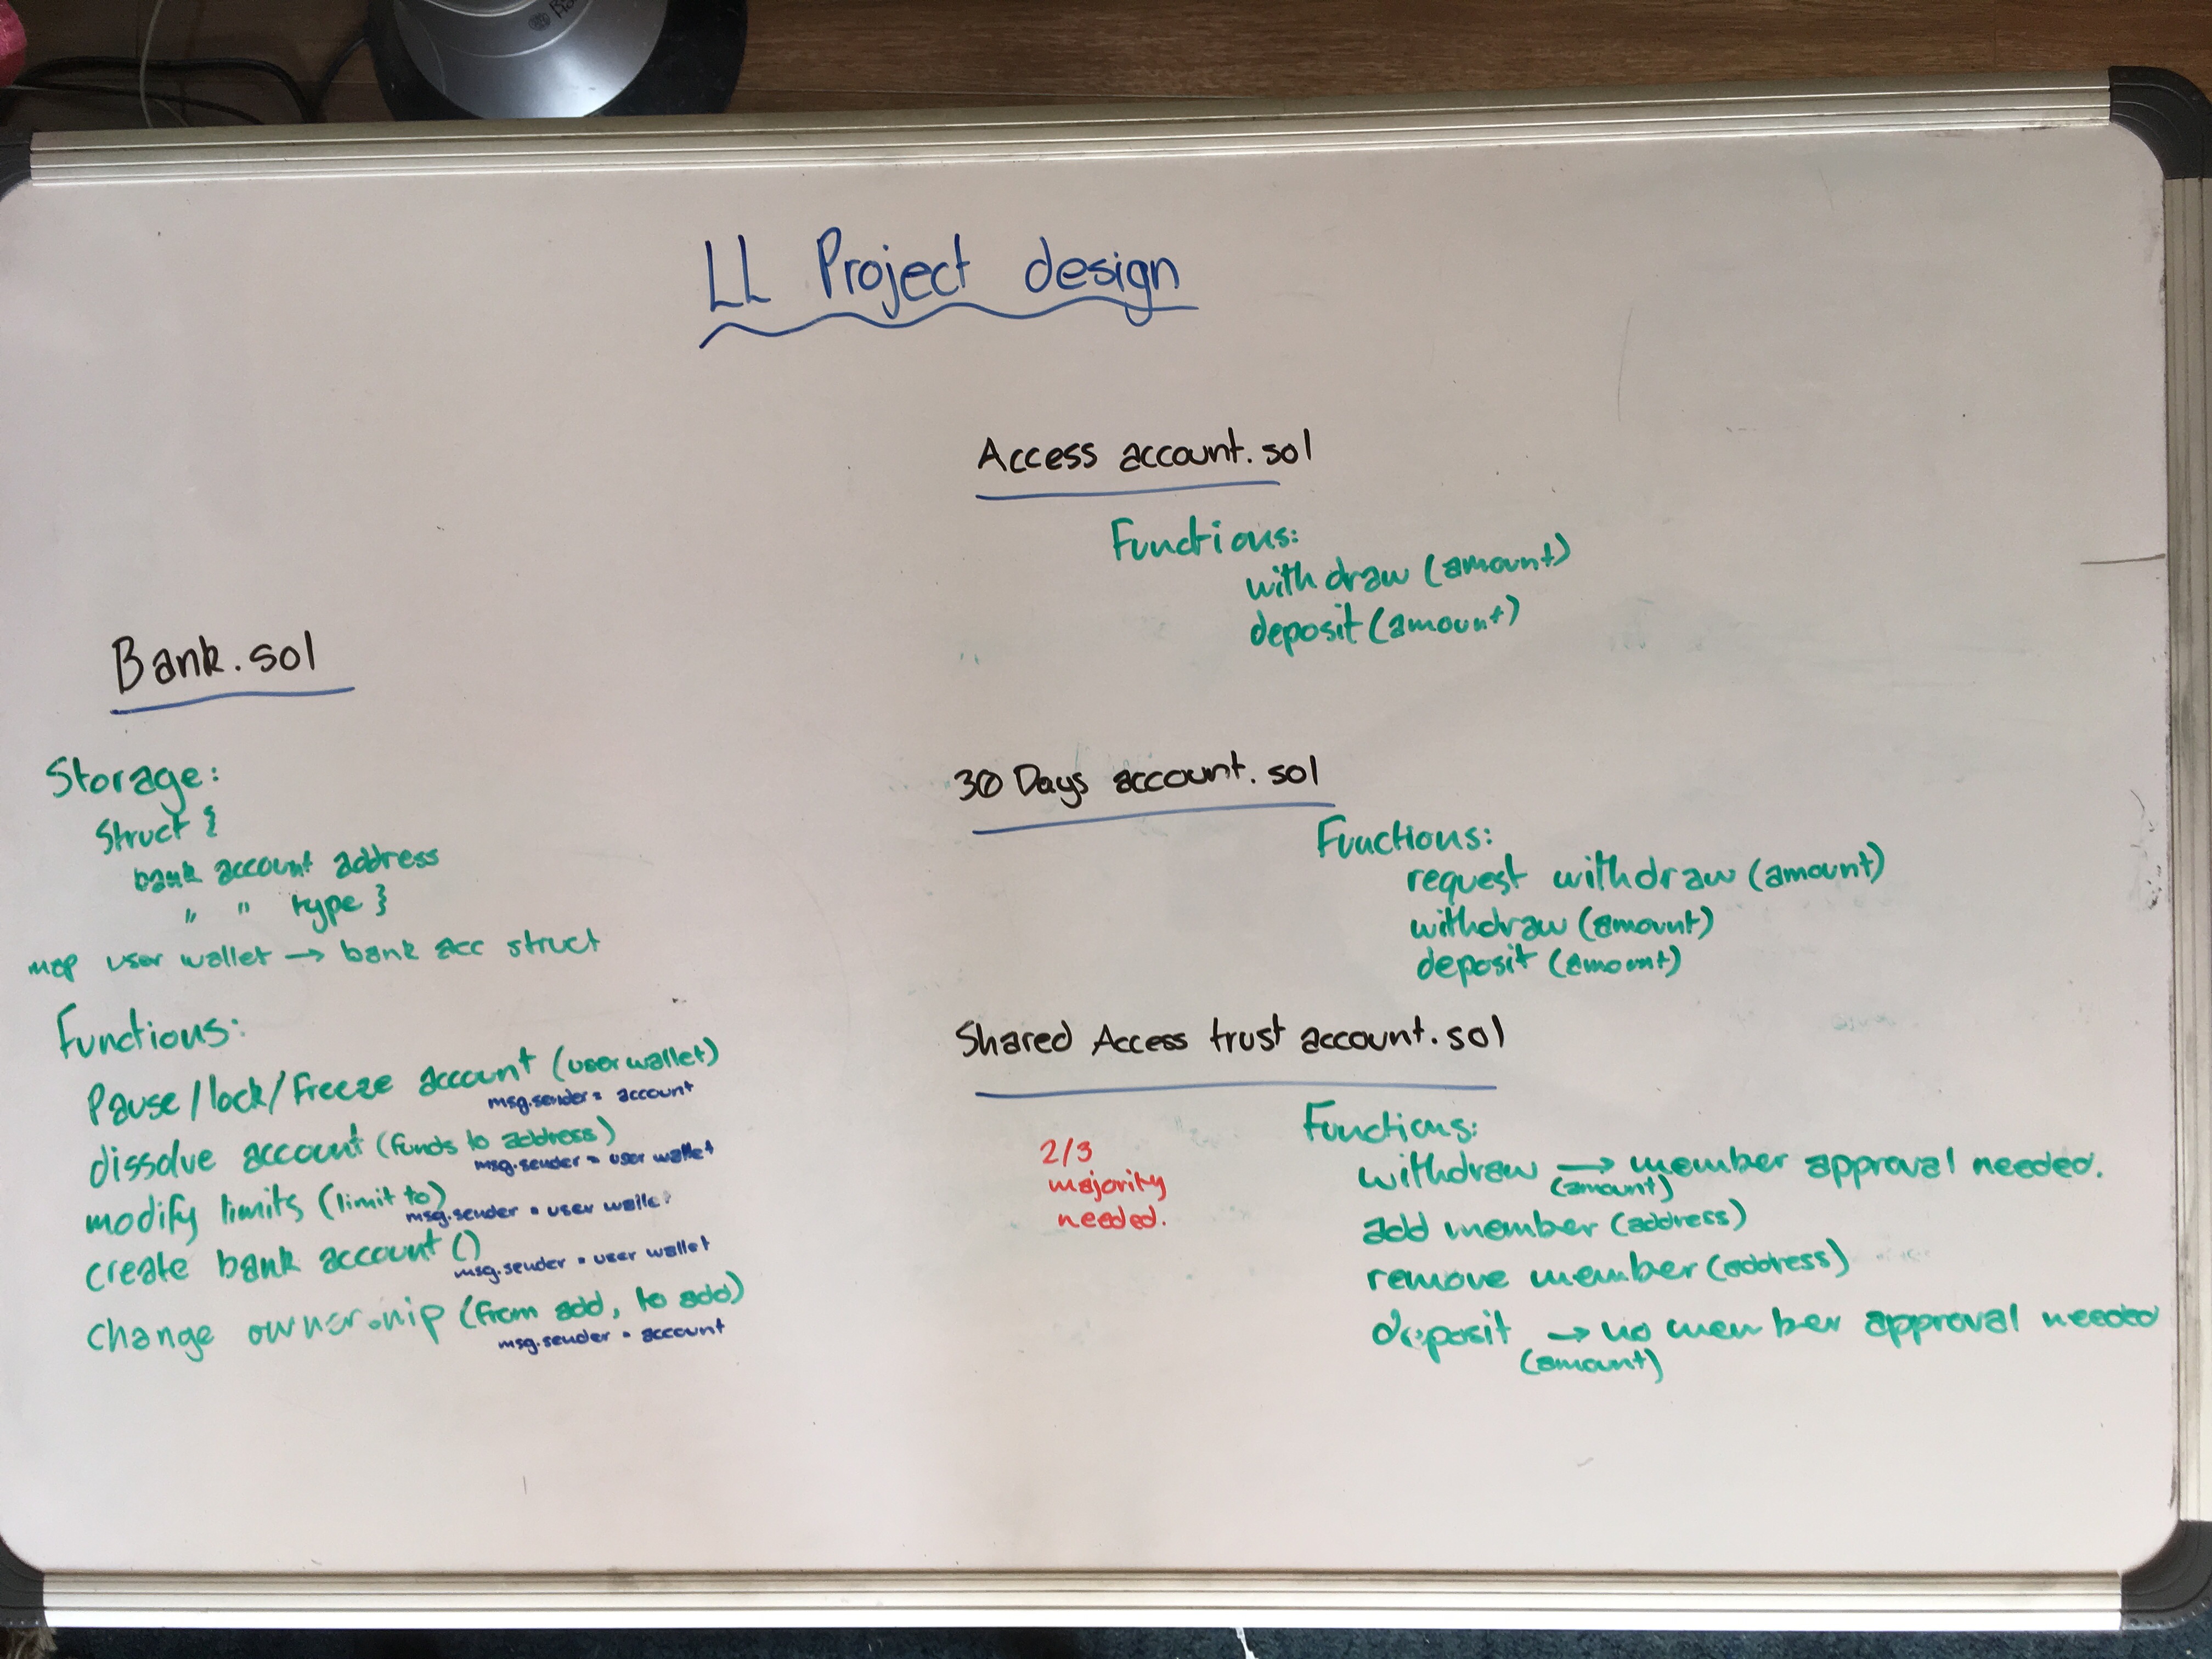 LL Project design
Bank.sol
Storage:
Struct {
bank account address
" " type }
map user wallet → bank acc struct
Functions:
Pause/lock/freeze account (user wallet)
msg.sender = account
dissolve account (funds to address)
msg.sender = user wallet
modify limits (limit to)
msg.sender = user wallet
create bank account ()
msg.sender = user wallet
change ownership (from add, to add)
msg.sender = account
Access account.sol
Functions:
withdraw (amount)
deposit (amount)
30 Days account.sol
Functions:
request withdraw (amount)
withdraw (amount)
deposit (amount)
Shared Access trust account.sol
2/3
majority
needed.
Functions:
withdraw → member approval needed.
(amount)
add member (address)
remove member (address)
deposit → no member approval needed
(amount)